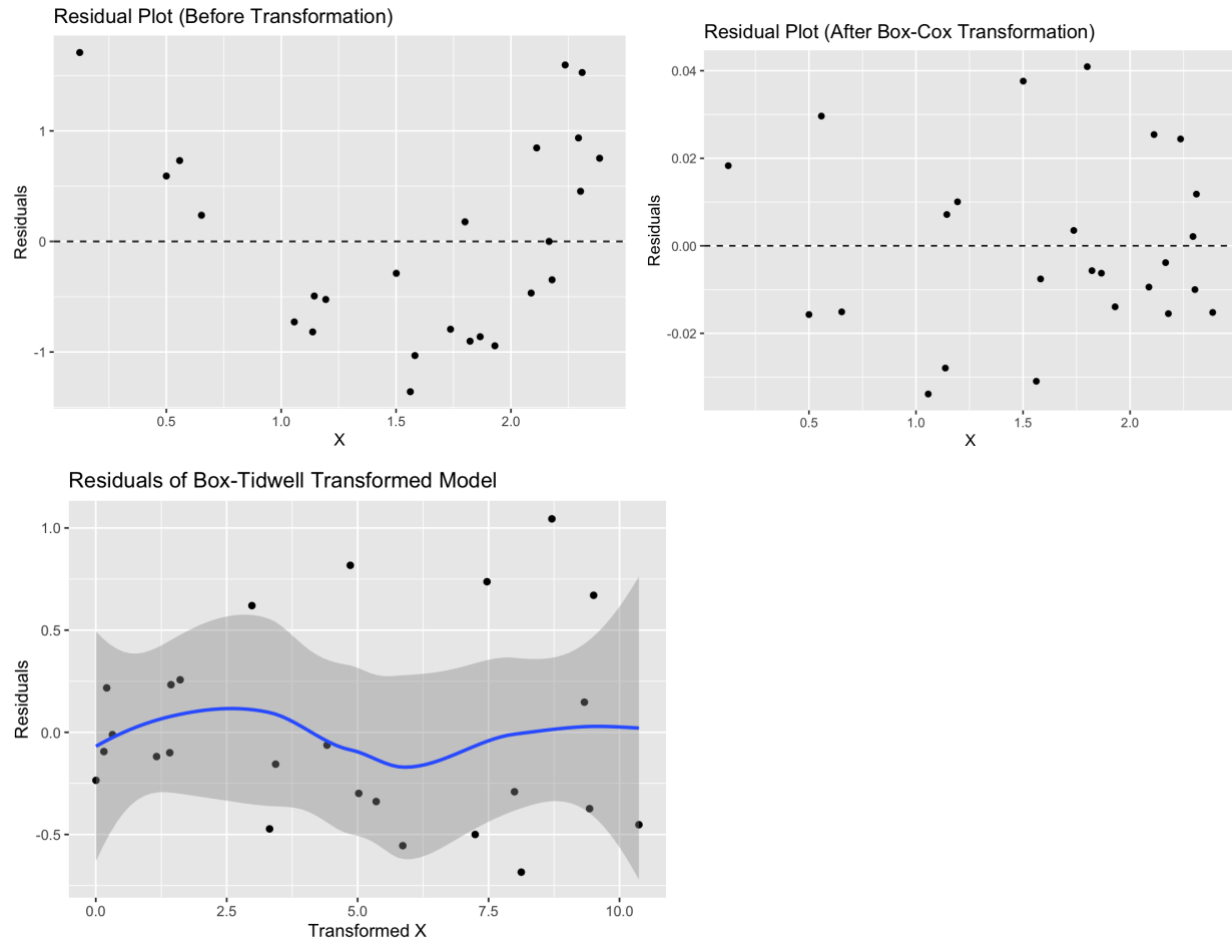 Residual Plot (Before Transformation)
1
0
-1
Residuals
0.5
1.0
1.5
2.0
X
Residual Plot (After Box-Cox Transformation)
0.04
0.02
0.00
-0.02
Residuals
0.5
1.0
1.5
2.0
X
Residuals of Box-Tidwell Transformed Model
1.0
0.5
0.0
-0.5
Residuals
0.0
2.5
5.0
7.5
10.0
Transformed X